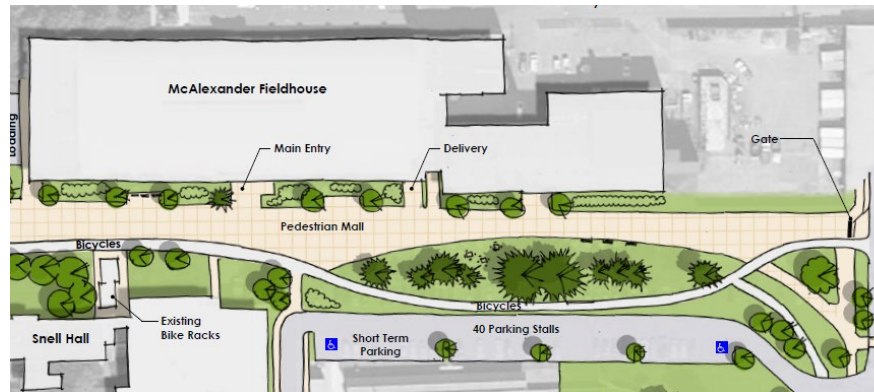 McAlexander Fieldhouse
Loading
Main Entry
Delivery
Gate
Pedestrian Mall
Bicycles
Bicycles
Existing
Bike Racks
Snell Hall
Short Term
Parking
40 Parking Stalls